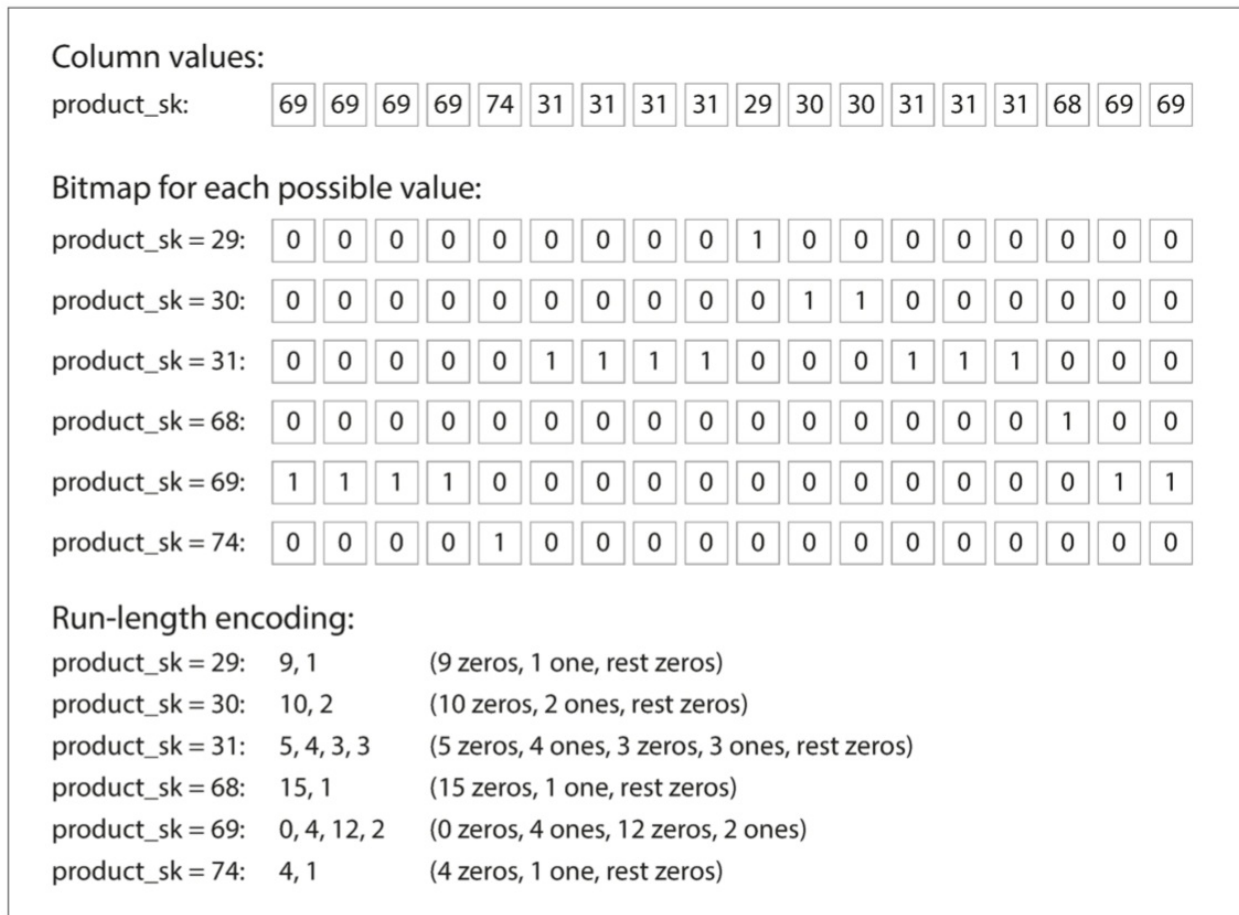 Column values:
product_sk: 69 69 69 69 74 31 31 31 31 29 30 30 31 31 31 68 69 69
Bitmap for each possible value:
product_sk = 29: 0 0 0 0 0 0 0 0 0 1 0 0 0 0 0 0 0 0
product_sk = 30: 0 0 0 0 0 0 0 0 0 0 1 1 0 0 0 0 0 0
product_sk = 31: 0 0 0 0 0 1 1 1 1 0 0 0 1 1 1 0 0 0
product_sk = 68: 0 0 0 0 0 0 0 0 0 0 0 0 0 0 0 1 0 0
product_sk = 69: 1 1 1 1 0 0 0 0 0 0 0 0 0 0 0 0 1 1
product_sk = 74: 0 0 0 0 1 0 0 0 0 0 0 0 0 0 0 0 0 0
Run-length encoding:
product_sk = 29: 9, 1 (9 zeros, 1 one, rest zeros)
product_sk = 30: 10, 2 (10 zeros, 2 ones, rest zeros)
product_sk = 31: 5, 4, 3, 3 (5 zeros, 4 ones, 3 zeros, 3 ones, rest zeros)
product_sk = 68: 15, 1 (15 zeros, 1 one, rest zeros)
product_sk = 69: 0, 4, 12, 2 (0 zeros, 4 ones, 12 zeros, 2 ones)
product_sk = 74: 4, 1 (4 zeros, 1 one, rest zeros)